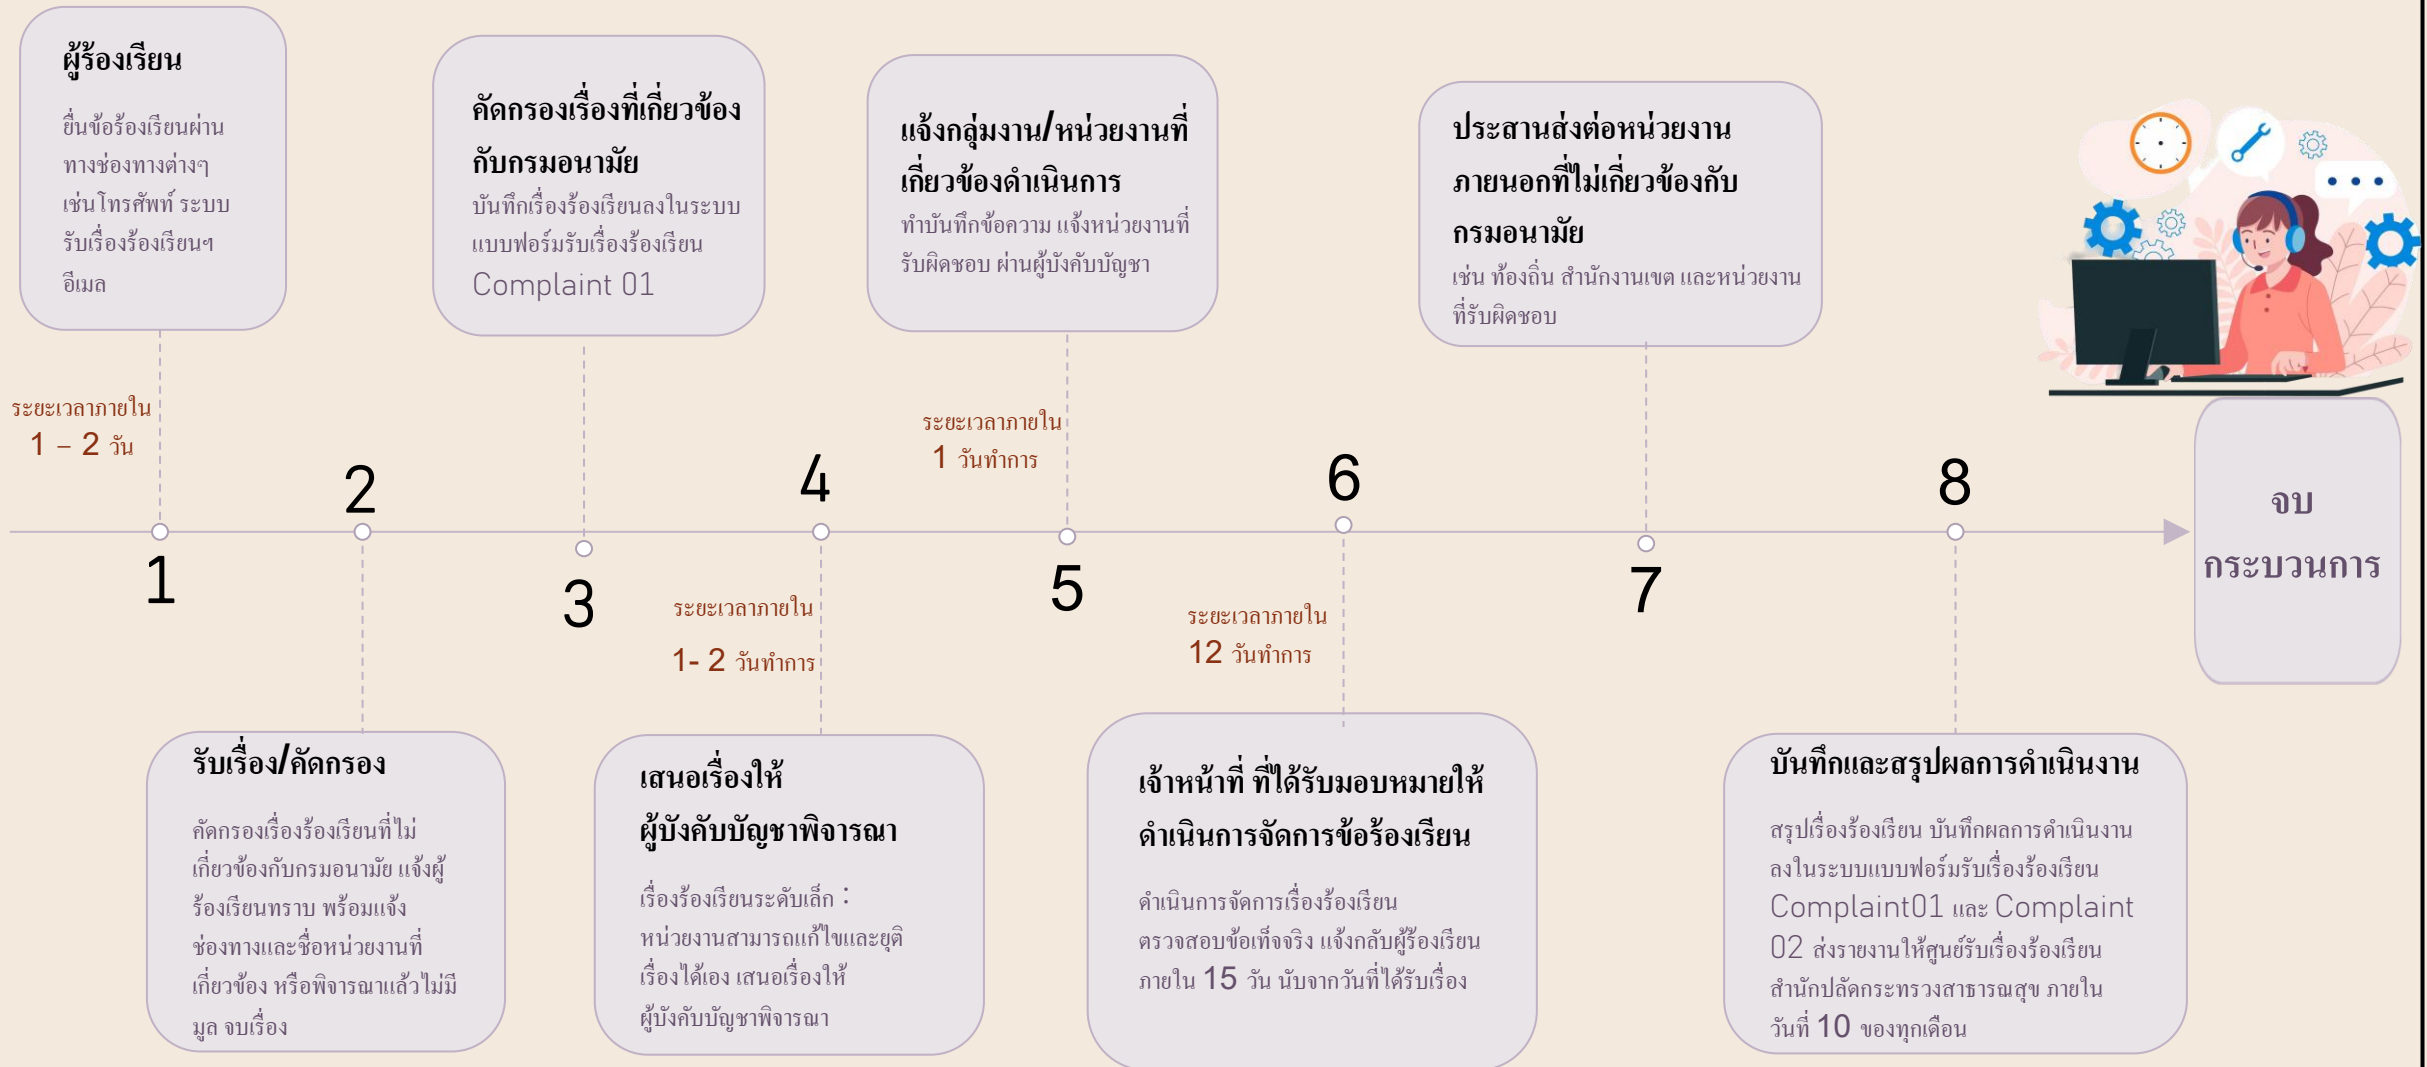 ผู้ร้องเรียน
ยื่นข้อร้องเรียนผ่าน
ทางช่องทางต่างๆ
เช่นโทรศัพท์ ระบบ
รับเรื่องร้องเรียนฯ
อีเมล
ระยะเวลาภายใน
1 – 2 วัน
1
2
รับเรื่อง/คัดกรอง
คัดกรองเรื่องร้องเรียนที่ไม่
เกี่ยวข้องกับกรมอนามัย แจ้งผู้
ร้องเรียนทราบ พร้อมแจ้ง
ช่องทางและชื่อหน่วยงานที่
เกี่ยวข้อง หรือพิจารณาแล้วไม่มี
มูล จบเรื่อง
คัดกรองเรื่องที่เกี่ยวข้อง
กับกรมอนามัย
บันทึกเรื่องร้องเรียนลงในระบบ
แบบฟอร์มรับเรื่องร้องเรียน
Complaint 01
3
4
ระยะเวลาภายใน
1- 2 วันทำการ
เสนอเรื่องให้
ผู้บังคับบัญชาพิจารณา
เรื่องร้องเรียนระดับเล็ก :
หน่วยงานสามารถแก้ไขและยุติ
เรื่องได้เอง เสนอเรื่องให้
ผู้บังคับบัญชาพิจารณา
แจ้งกลุ่มงาน/หน่วยงานที่
เกี่ยวข้องดำเนินการ
ทำบันทึกข้อความ แจ้งหน่วยงานที่
รับผิดชอบ ผ่านผู้บังคับบัญชา
ระยะเวลาภายใน
1 วันทำการ
5
6
ระยะเวลาภายใน
12 วันทำการ
เจ้าหน้าที่ ที่ได้รับมอบหมายให้
ดำเนินการจัดการข้อร้องเรียน
ดำเนินการจัดการเรื่องร้องเรียน
ตรวจสอบข้อเท็จจริง แจ้งกลับผู้ร้องเรียน
ภายใน 15 วัน นับจากวันที่ได้รับเรื่อง
ประสานส่งต่อหน่วยงาน
ภายนอกที่ไม่เกี่ยวข้องกับ
กรมอนามัย
เช่น ท้องถิ่น สำนักงานเขต และหน่วยงาน
ที่รับผิดชอบ
7
8
บันทึกและสรุปผลการดำเนินงาน
สรุปเรื่องร้องเรียน บันทึกผลการดำเนินงาน
ลงในระบบแบบฟอร์มรับเรื่องร้องเรียน
Complaint01 และ Complaint
02 ส่งรายงานให้ศูนย์รับเรื่องร้องเรียน
สำนักปลัดกระทรวงสาธารณสุข ภายใน
วันที่ 10 ของทุกเดือน
จบ
กระบวนการ